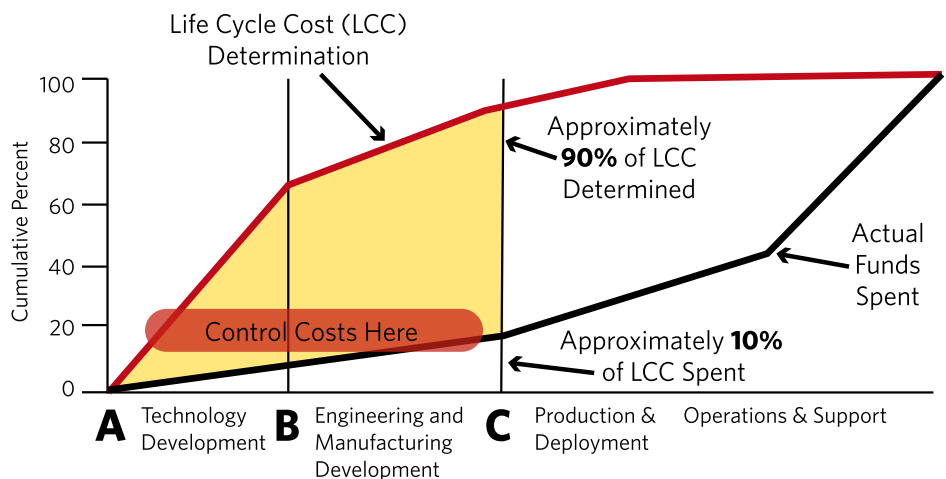 Life Cycle Cost (LCC)
Determination
100
80
60
40
20
0
Cumulative Percent
Approximately
90% of LCC
Determined
Actual
Funds
Spent
Control Costs Here
Approximately 10%
of LCC Spent
A
Technology
Development
B
Engineering and
Manufacturing
Development
C
Production &
Deployment
Operations & Support